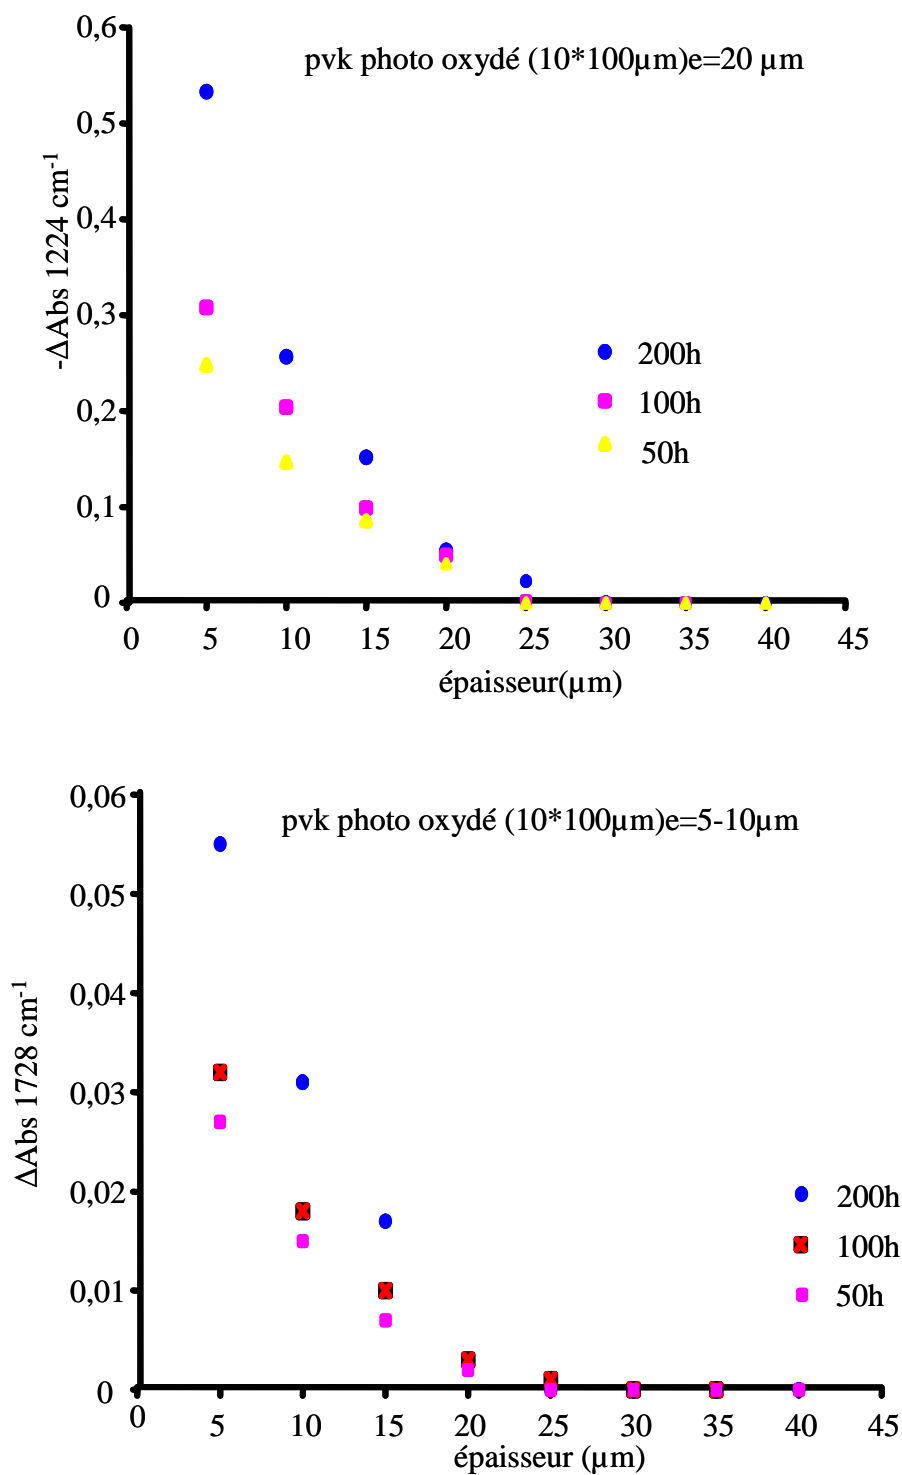 pvk photo oxydé (10*100µm)e=20 µm
0,6
0,5
0,4
0,3
0,2
0,1
0
-ΔAbs 1224 cm-1
200h
100h
50h
0 5 10 15 20 25 30 35 40 45
épaisseur(µm)
pvk photo oxydé (10*100µm)e=5-10µm
0,06
0,05
0,04
0,03
0,02
0,01
0
ΔAbs 1728 cm-1
200h
100h
50h
0 5 10 15 20 25 30 35 40 45
épaisseur (µm)